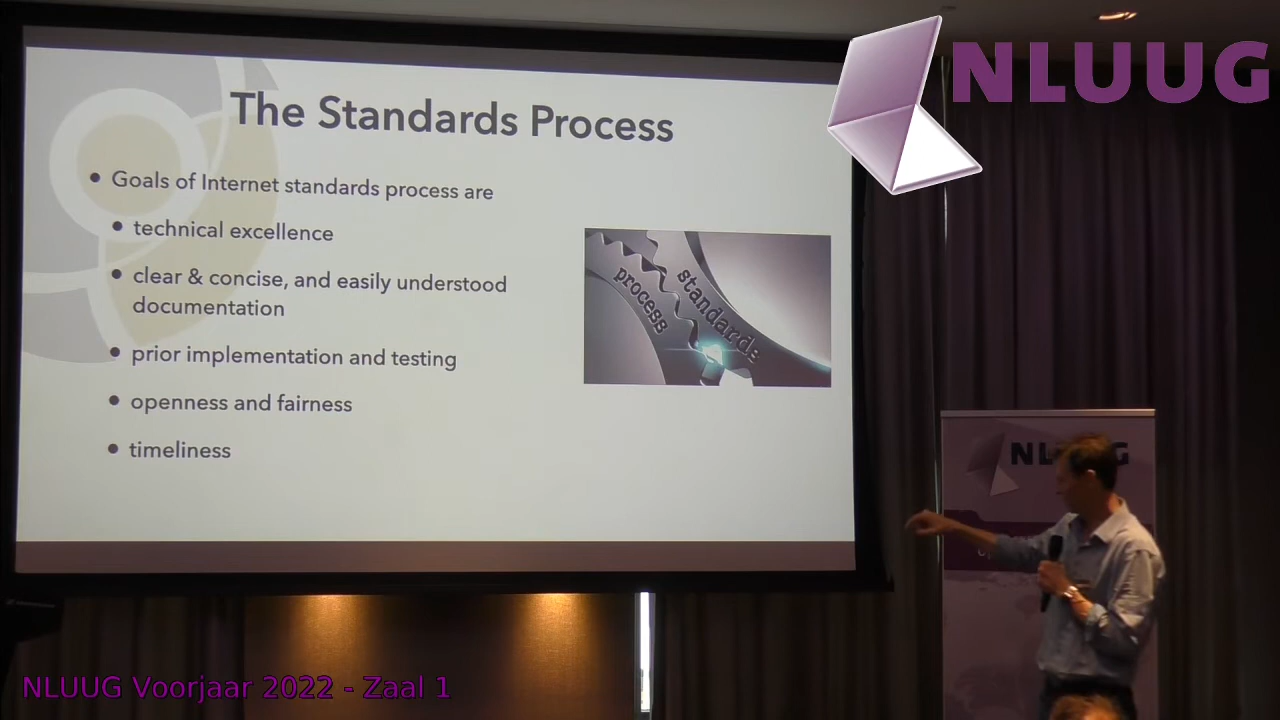 The Standards Process
• Goals of Internet standards process are
• technical excellence
• clear & concise, and easily understood
documentation
• prior implementation and testing
• openness and fairness
• timeliness
process
standards
NLUUG
NLUUG Voorjaar 2022 - Zaal 1